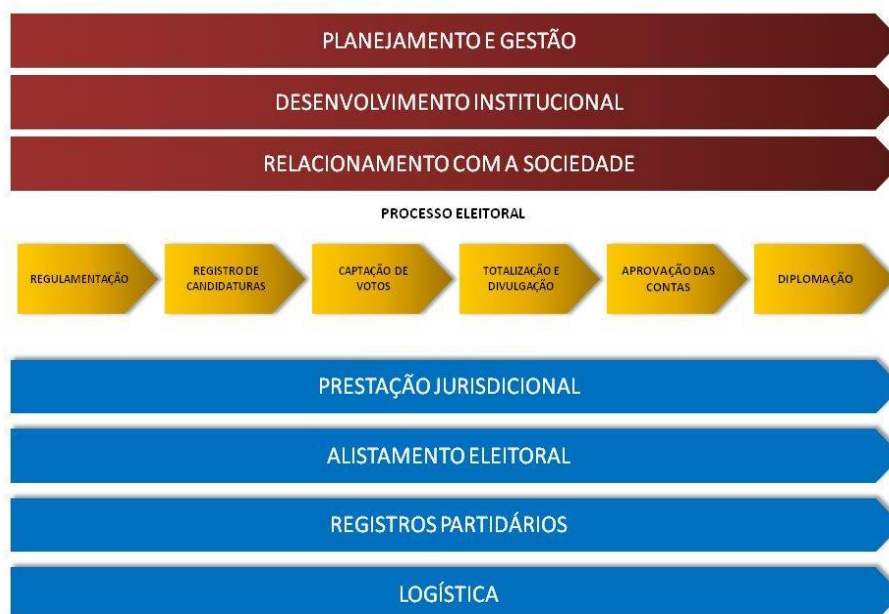 PLANEJAMENTO E GESTÃO
DESENVOLVIMENTO INSTITUCIONAL
RELACIONAMENTO COM A SOCIEDADE
PROCESSO ELEITORAL
REGULAMENTAÇÃO
REGISTRO DE
CANDIDATURAS
CAPTAÇÃO DE
VOTOS
TOTALIZAÇÃO E
DIVULGAÇÃO
APROVAÇÃO DAS
CONTAS
DIPLOMAÇÃO
PRESTAÇÃO JURISDICIONAL
ALISTAMENTO ELEITORAL
REGISTROS PARTIDÁRIOS
LOGÍSTICA